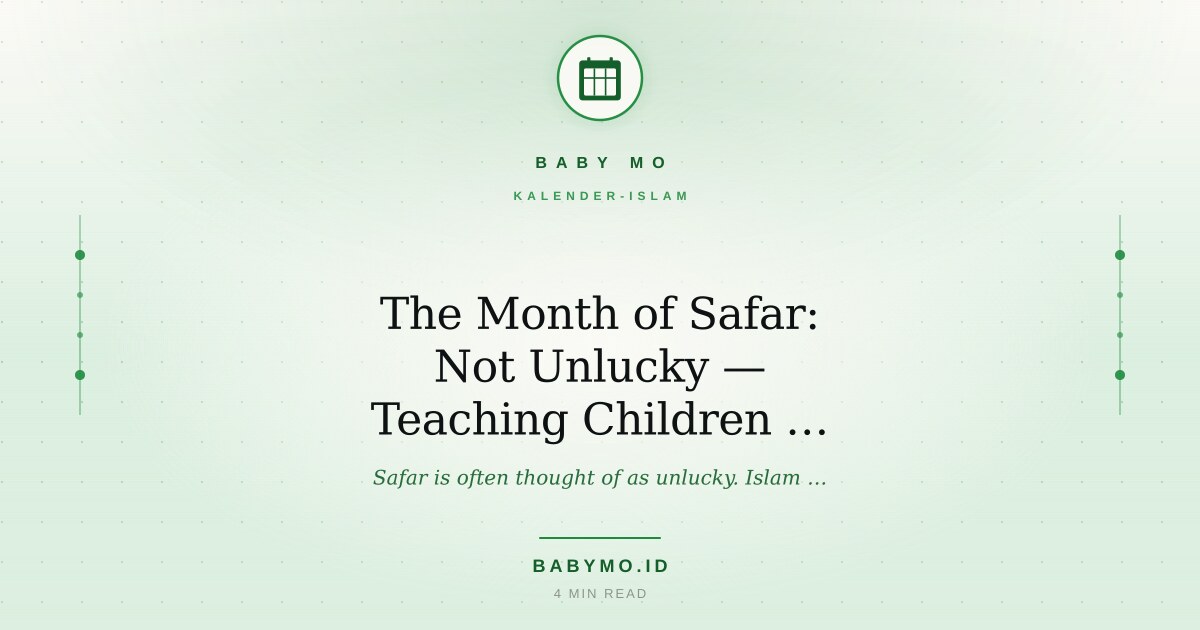 BABY MO
KALENDER-ISLAM
The Month of Safar:
Not Unlucky —
Teaching Children …
Safar is often thought of as unlucky. Islam …
BABYMO.ID
4 MIN READ